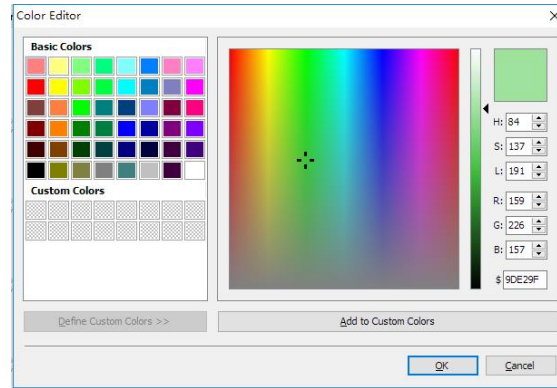 Color Editor
Basic Colors
Custom Colors
Define Custom Colors >>
H: 84
S: 137
L: 191
R: 159
G: 226
B: 157
$ 9DE29F
Add to Custom Colors
OK
Cancel